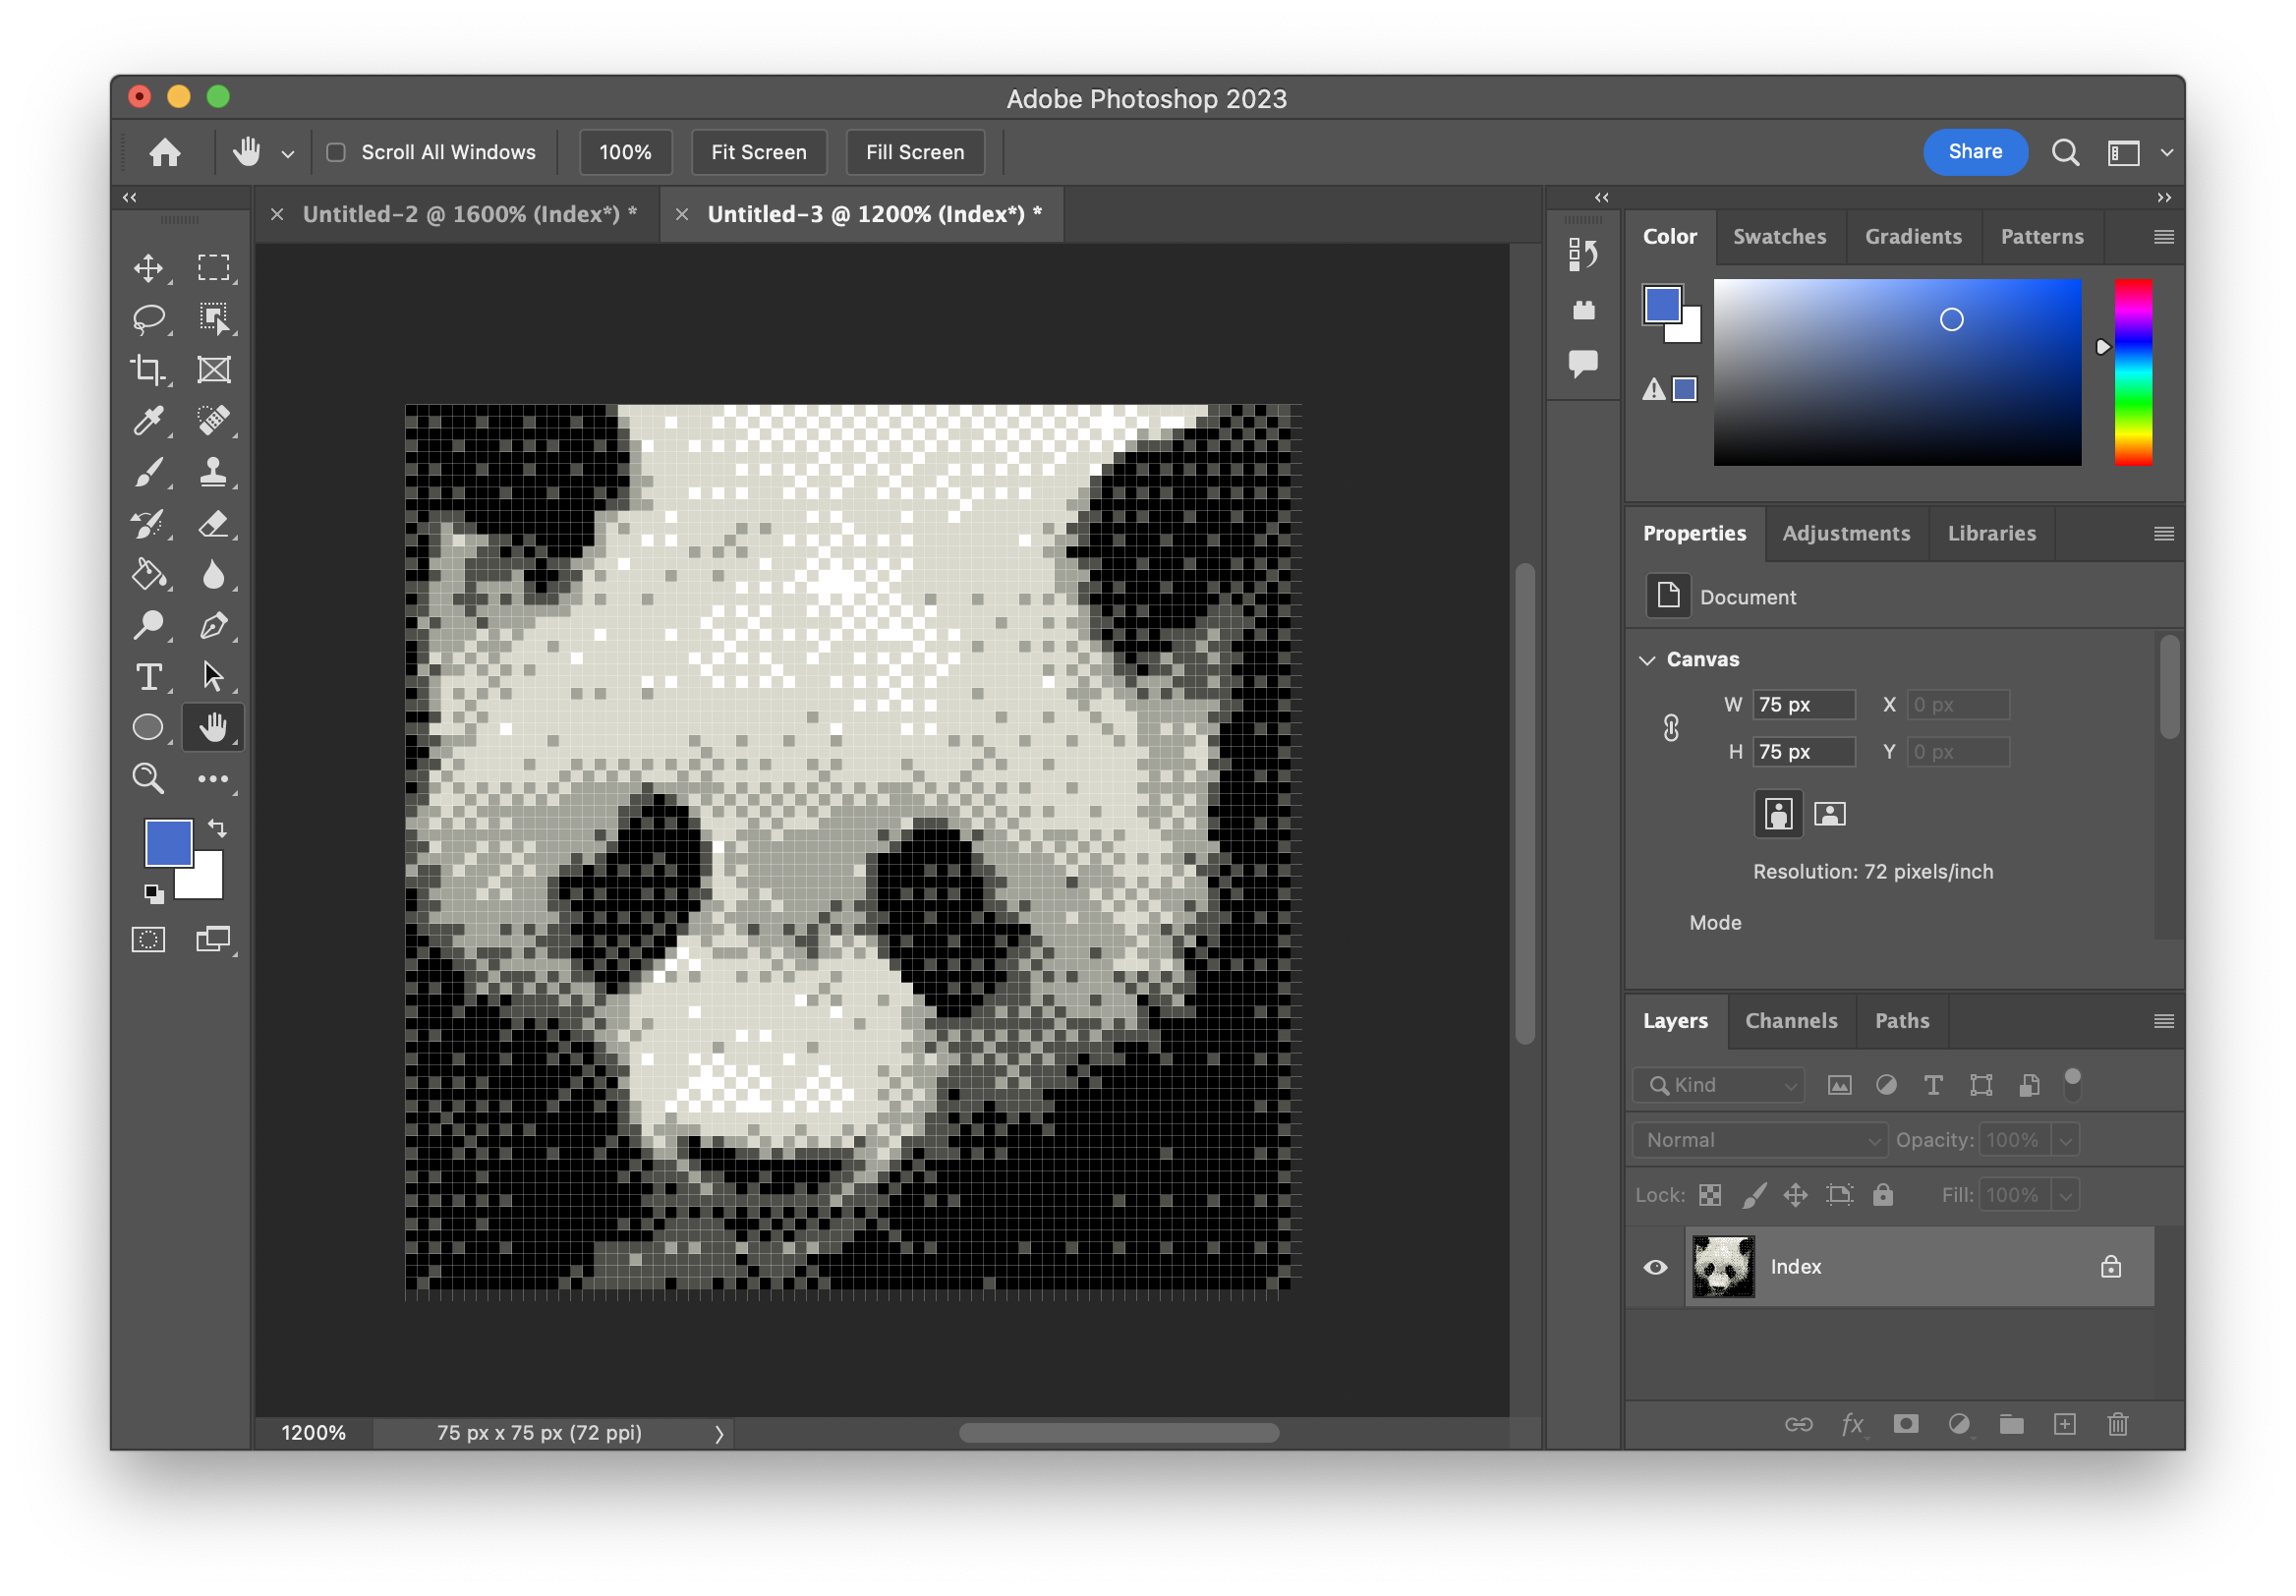 Adobe Photoshop 2023
Scroll All Windows 100% Fit Screen Fill Screen Share
Untitled-2 @ 1600% (Index*) * Untitled-3 @ 1200% (Index*) *
Color Swatches Gradients Patterns
Properties Adjustments Libraries
Document
Canvas
W 75 px X 0 px
H 75 px Y 0 px
Resolution: 72 pixels/inch
Mode
Layers Channels Paths
Kind
Normal Opacity: 100%
Lock: Fill: 100%
Index
fx
1200% 75 px x 75 px (72 ppi)